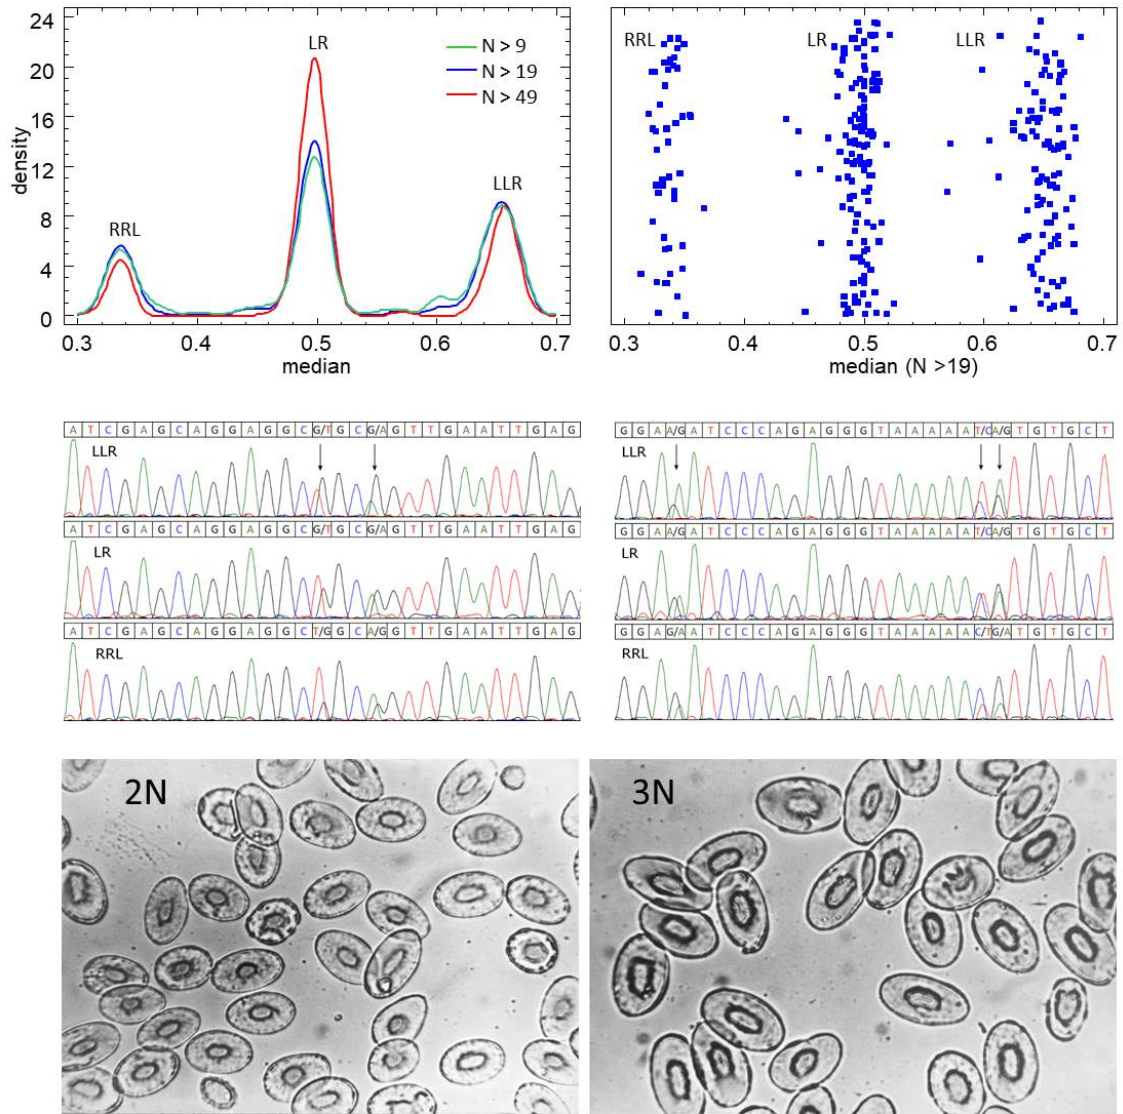 24
20
16
12
8
4
0
density
LR
RRL
LLR
N > 9
N > 19
N > 49
0.3 0.4 0.5 0.6 0.7
median
RRL LR LLR
0.3 0.4 0.5 0.6 0.7
median (N >19)
A T C G A G C A G G A G G C G/T G C G/A G T T G A A T T G A G
LLR
A T C G A G C A G G A G G C G/T G C G/A G T T G A A T T G A G
LR
A T C G A G C A G G A G G C T/G G C A/G G T T G A A T T G A G
RRL
G G A A/G A T C C C A G A G G G T A A A A A T/C A/G T G T G C T
LLR
G G A A/G A T C C C A G A G G G T A A A A A T/C A/G T G T G C T
LR
G G A G/A A T C C C A G A G G G T A A A A A C/T G/A T G T G C T
RRL
2N
3N